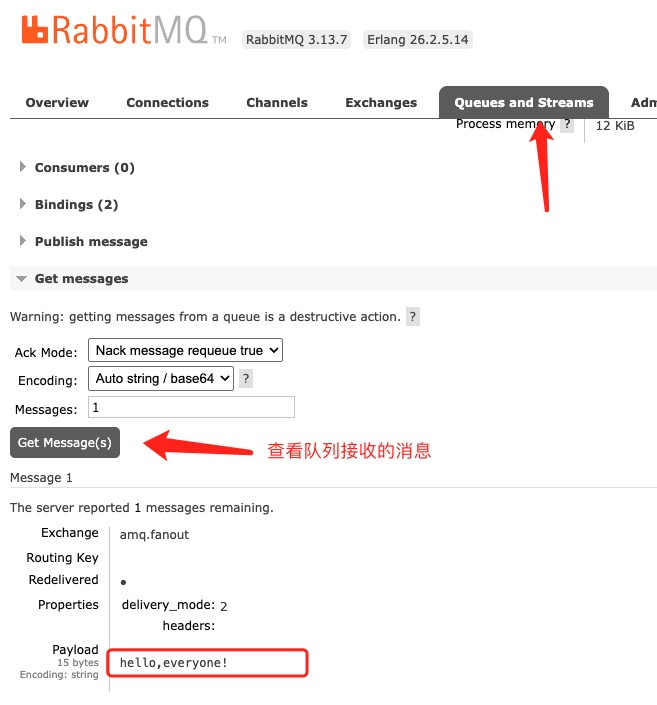 RabbitMQ TM RabbitMQ 3.13.7 Erlang 26.2.5.14
Overview Connections Channels Exchanges Queues and Streams Adm
Process memory ? 12 KiB
Consumers (0)
Bindings (2)
Publish message
Get messages
Warning: getting messages from a queue is a destructive action. ?
Ack Mode: Nack message requeue true
Encoding: Auto string / base64 ?
Messages: 1
Get Message(s) 查看队列接收的消息
Message 1
The server reported 1 messages remaining.
Exchange amq.fanout
Routing Key
Redelivered ●
Properties delivery_mode: 2
headers:
Payload
15 bytes hello,everyone!
Encoding: string